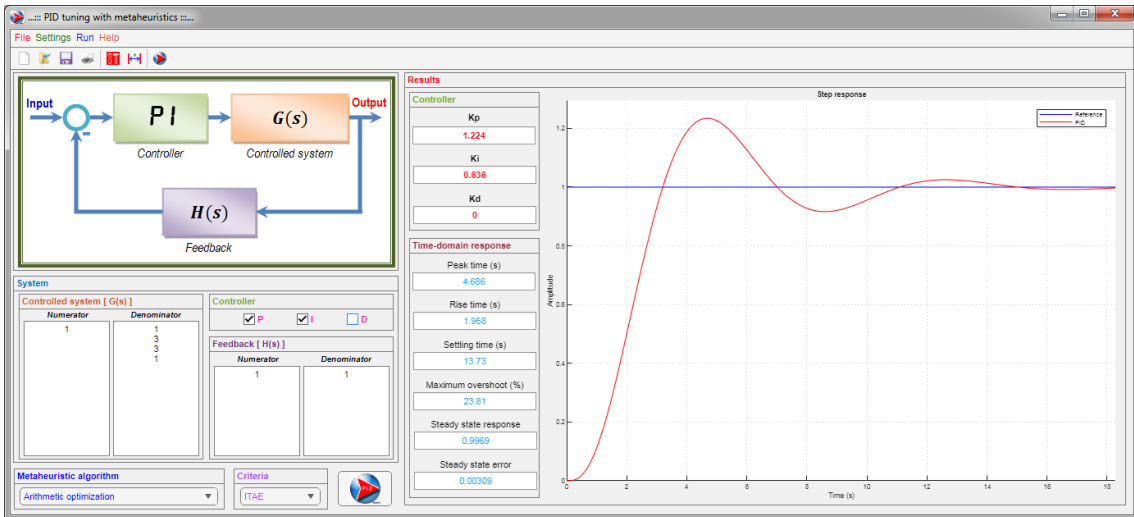 ...::: PID tuning with metaheuristics :::...
File Settings Run Help
Input
PI
G(s)
Output
Controller
Controlled system
H(s)
Feedback
System
Controlled system [ G(s) ]
Numerator Denominator
1 1
3
3
1
Controller
P I D
Feedback [ H(s) ]
Numerator Denominator
1 1
Metaheuristic algorithm
Arithmetic optimization
Criteria
ITAE
PID
Results
Controller
Kp
1.224
Ki
0.636
Kd
0
Time-domain response
Peak time (s)
4.686
Rise time (s)
1.958
Settling time (s)
13.73
Maximum overshoot (%)
23.81
Steady state response
0.9969
Steady state error
0.00309
Step response
Reference
PID
Amplitude
1.2
1
0.8
0.6
0.4
0.2
0
0 2 4 6 8 10 12 14 16 18
Time (s)